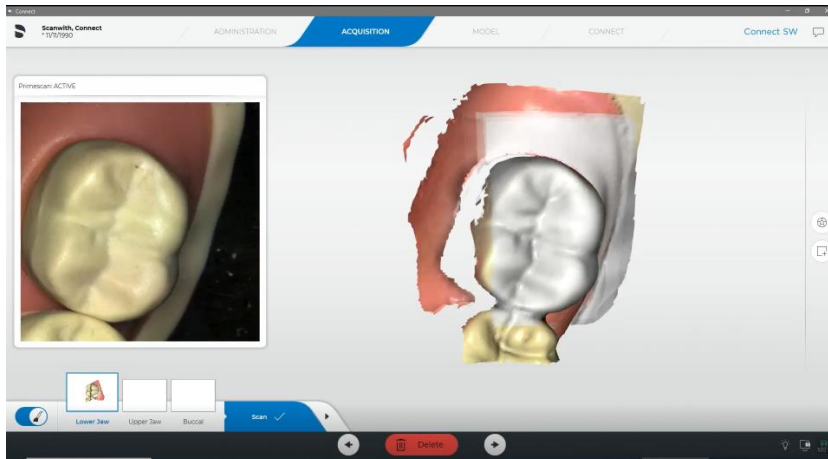 Connect
Scanwith, Connect
* 11/11/1990
ADMINISTRATION
ACQUISITION
MODEL
CONNECT
Connect SW
Primescan: ACTIVE
Lower Jaw
Upper Jaw
Buccal
Scan
Delete